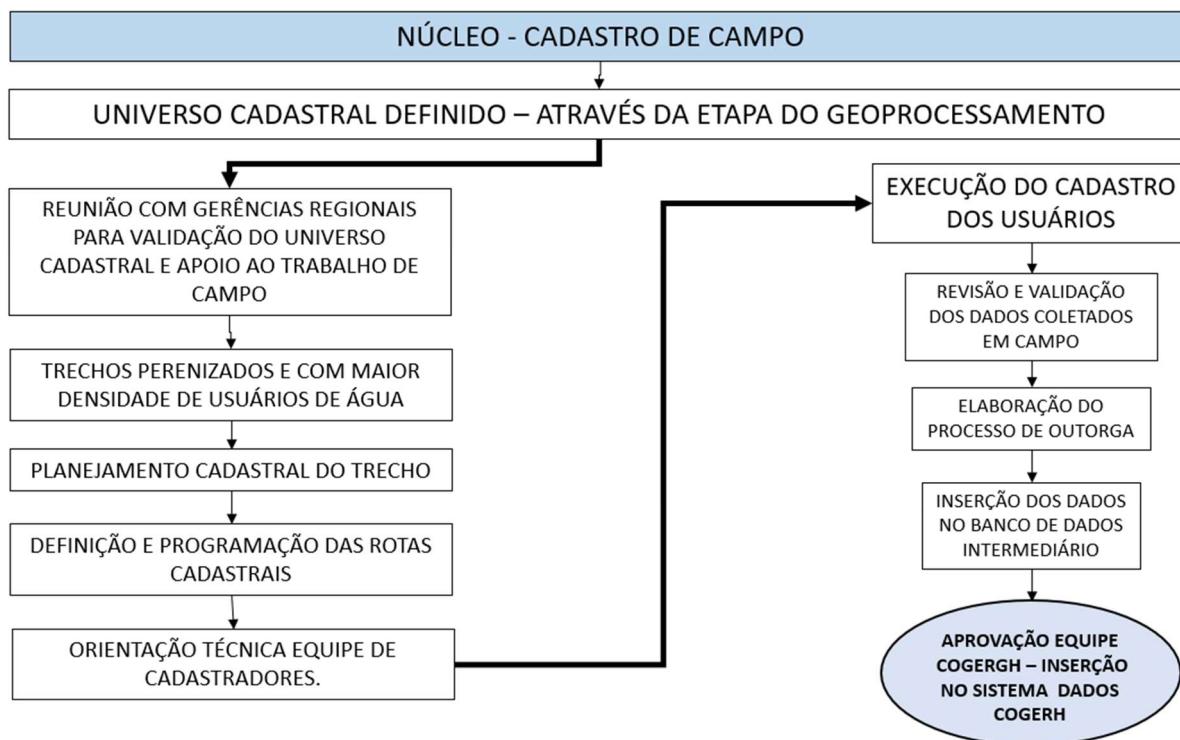 NÚCLEO - CADASTRO DE CAMPO
UNIVERSO CADASTRAL DEFINIDO – ATRAVÉS DA ETAPA DO GEOPROCESSAMENTO
REUNIÃO COM GERÊNCIAS REGIONAIS
PARA VALIDAÇÃO DO UNIVERSO
CADASTRAL E APOIO AO TRABALHO DE
CAMPO
TRECHOS PERENIZADOS E COM MAIOR
DENSIDADE DE USUÁRIOS DE ÁGUA
PLANEJAMENTO CADASTRAL DO TRECHO
DEFINIÇÃO E PROGRAMAÇÃO DAS ROTAS
CADASTRAIS
ORIENTAÇÃO TÉCNICA EQUIPE DE
CADASTRADORES.
EXECUÇÃO DO CADASTRO
DOS USUÁRIOS
REVISÃO E VALIDAÇÃO
DOS DADOS COLETADOS
EM CAMPO
ELABORAÇÃO DO
PROCESSO DE OUTORGA
INSERÇÃO DOS DADOS
NO BANCO DE DADOS
INTERMEDIÁRIO
APROVAÇÃO EQUIPE
COGERGH – INSERÇÃO
NO SISTEMA DADOS
COGERH